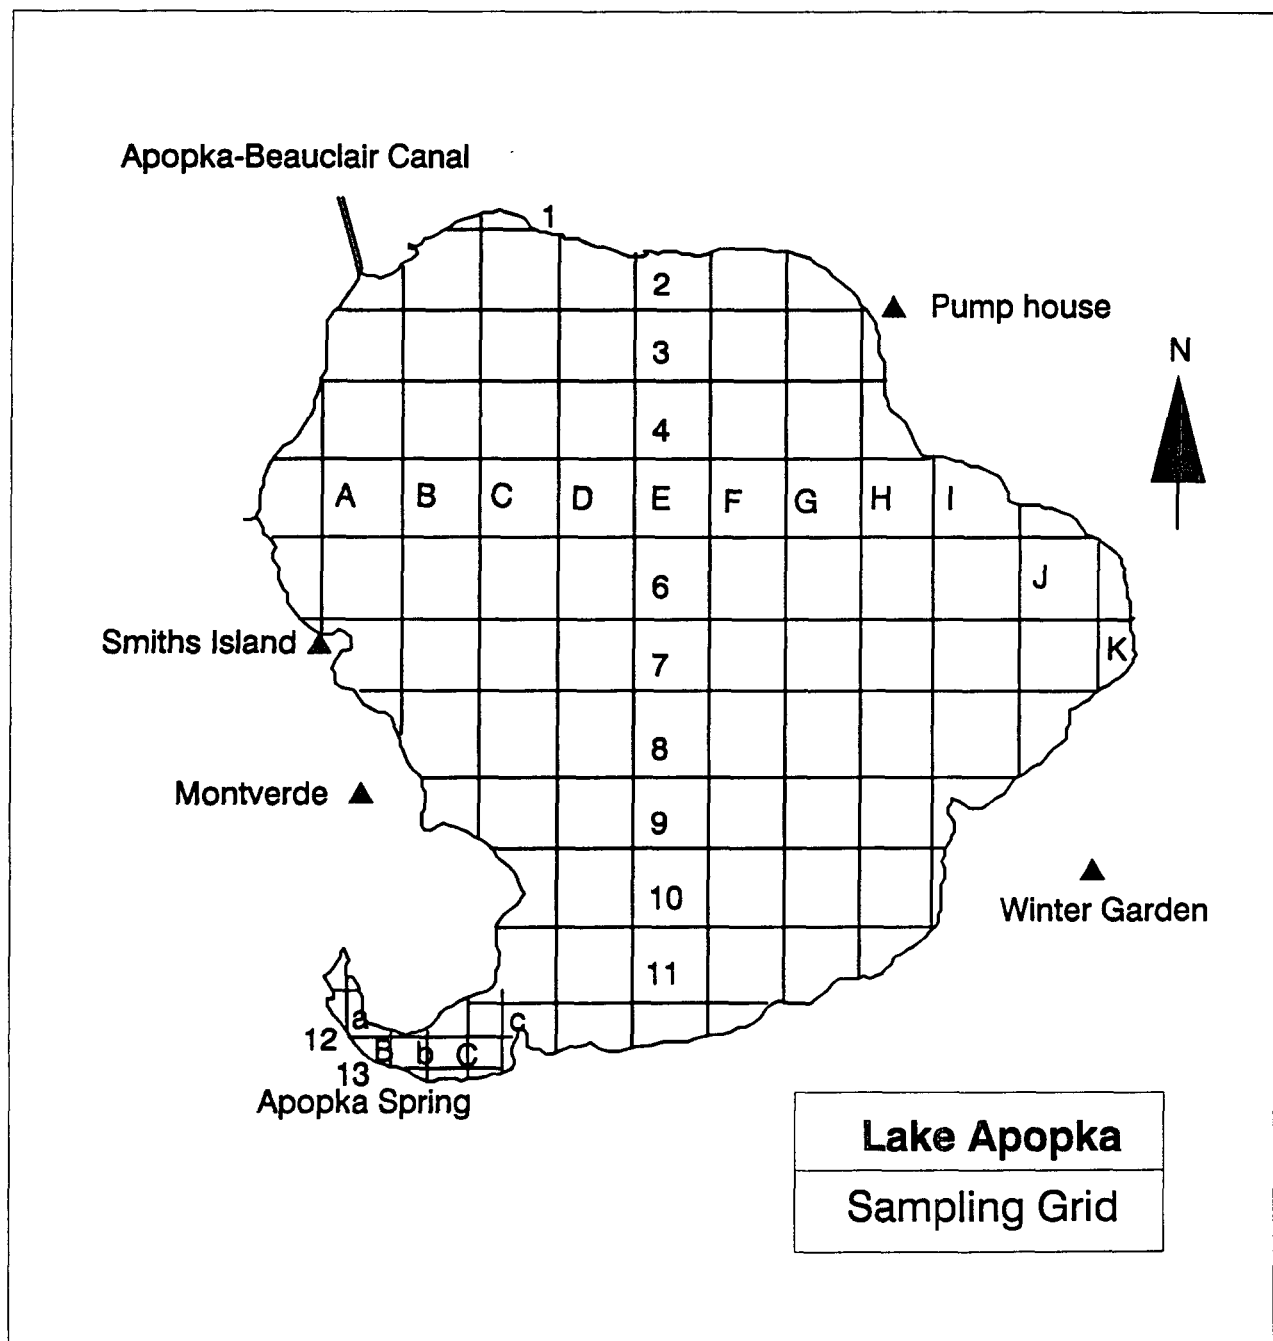 Apopka-Beauclair Canal
1
2
Pump house
3
N
4
A B C D E F G H I
6 J
Smiths Island
7 K
8
Montverde
9
10
Winter Garden
11
a c
12
B b C
13
Apopka Spring
Lake Apopka
Sampling Grid